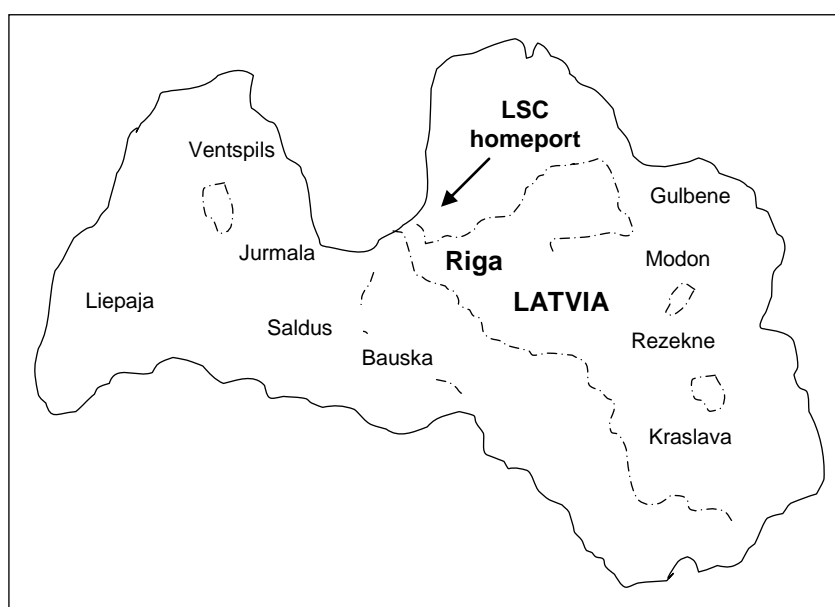 LSC
homeport
Ventspils
Gulbene
Jurmala
Riga
Modon
Liepaja
LATVIA
Saldus
Rezekne
Bauska
Kraslava